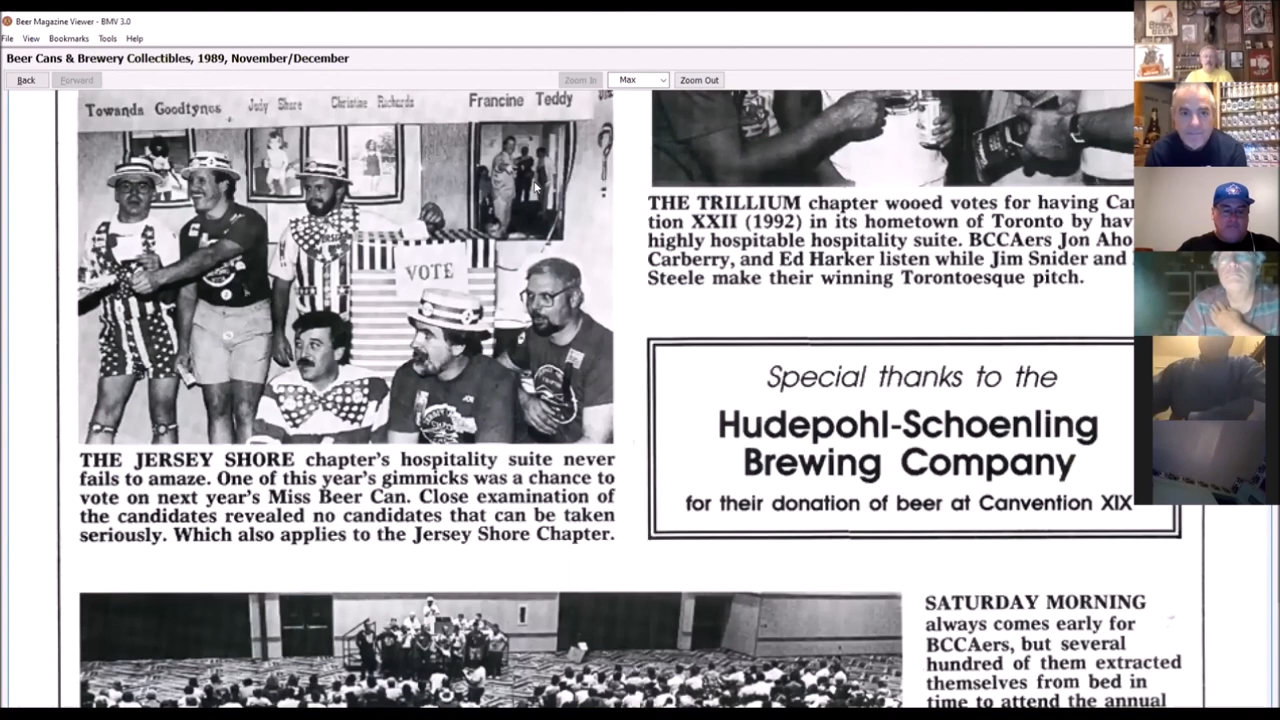 Beer Magazine Viewer - BMV 3.0
File View Bookmarks Tools Help
Beer Cans & Brewery Collectibles, 1989, November/December
Back Forward Zoom In Max Zoom Out
Towanda Goodtynes Judy Shore Christine Richards Francine Teddy
VOTE
THE JERSEY SHORE chapter's hospitality suite never
fails to amaze. One of this year's gimmicks was a chance to
vote on next year's Miss Beer Can. Close examination of
the candidates revealed no candidates that can be taken
seriously. Which also applies to the Jersey Shore Chapter.
THE TRILLIUM chapter wooed votes for having
tion XXII (1992) in its hometown of Toronto by
highly hospitable hospitality suite. BCCAers Jon
Carberry, and Ed Harker listen while Jim Snider and
Steele make their winning Torontoesque pitch.
Special thanks to the
Hudepohl-Schoenling
Brewing Company
for their donation of beer at Canvention XIX
SATURDAY MORNING
always comes early for
BCCAers, but several
hundred of them extracted
themselves from bed in
time to attend the annual